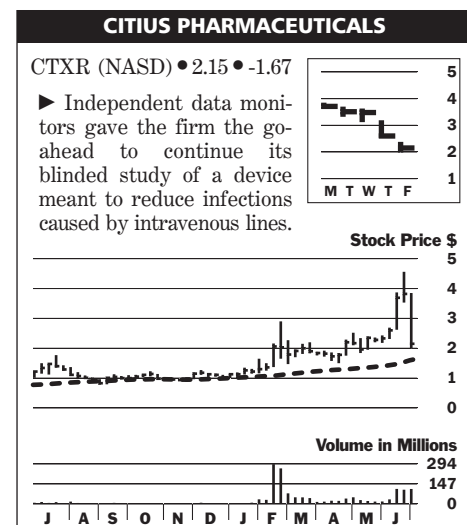 CITIUS PHARMACEUTICALS
CTXR (NASD) ● 2.15 ● -1.67
► Independent data moni-
tors gave the firm the go-
ahead to continue its
blinded study of a device
meant to reduce infections
caused by intravenous lines.
5
4
3
2
1
M T W T F
Stock Price $
5
4
3
2
1
0
Volume in Millions
294
147
0
J A S O N D J F M A M J